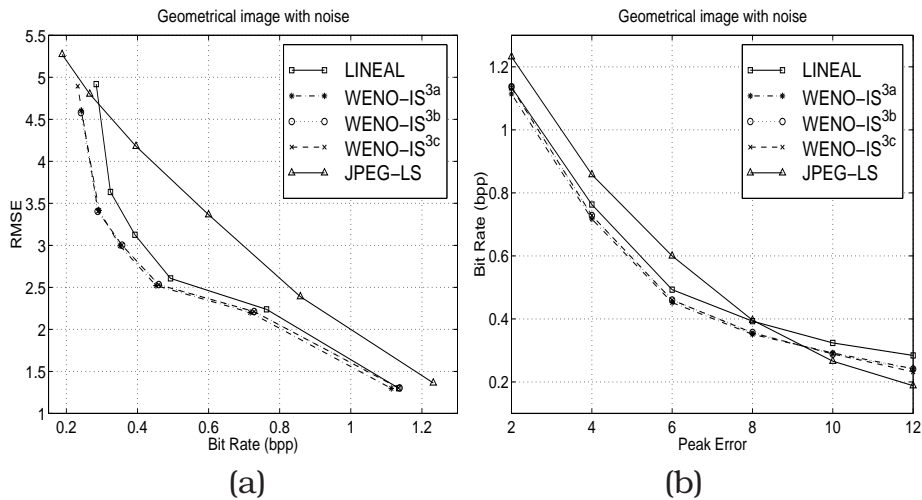 Geometrical image with noise
5.5
5
4.5
4
3.5
3
2.5
2
1.5
1
RMSE
LINEAL
WENO–IS3a
WENO–IS3b
WENO–IS3c
JPEG–LS
0.2 0.4 0.6 0.8 1 1.2
Bit Rate (bpp)
(a)
Geometrical image with noise
1.2
1
0.8
0.6
0.4
0.2
Bit Rate (bpp)
LINEAL
WENO–IS3a
WENO–IS3b
WENO–IS3c
JPEG–LS
2 4 6 8 10 12
Peak Error
(b)